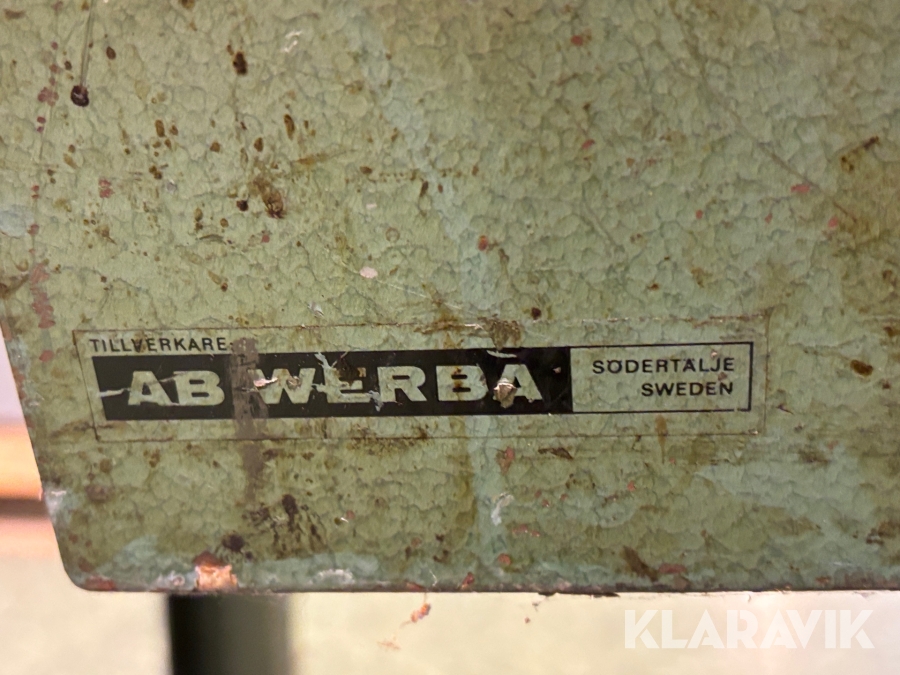 TILLVERKARE:
AB WERBA
SÖDERTÄLJE
SWEDEN
KLARAVIK